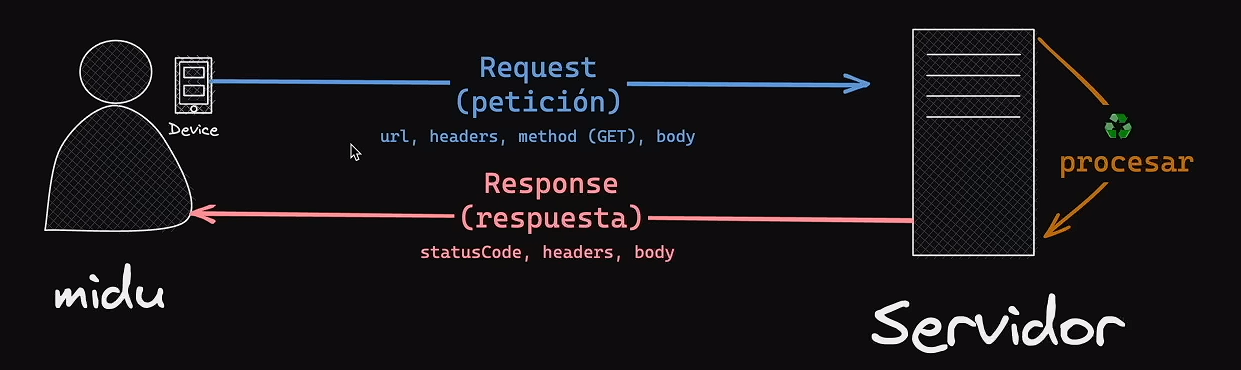 Device
Request
(petición)
url, headers, method (GET), body
Response
(respuesta)
statusCode, headers, body
procesar
midu
Servidor